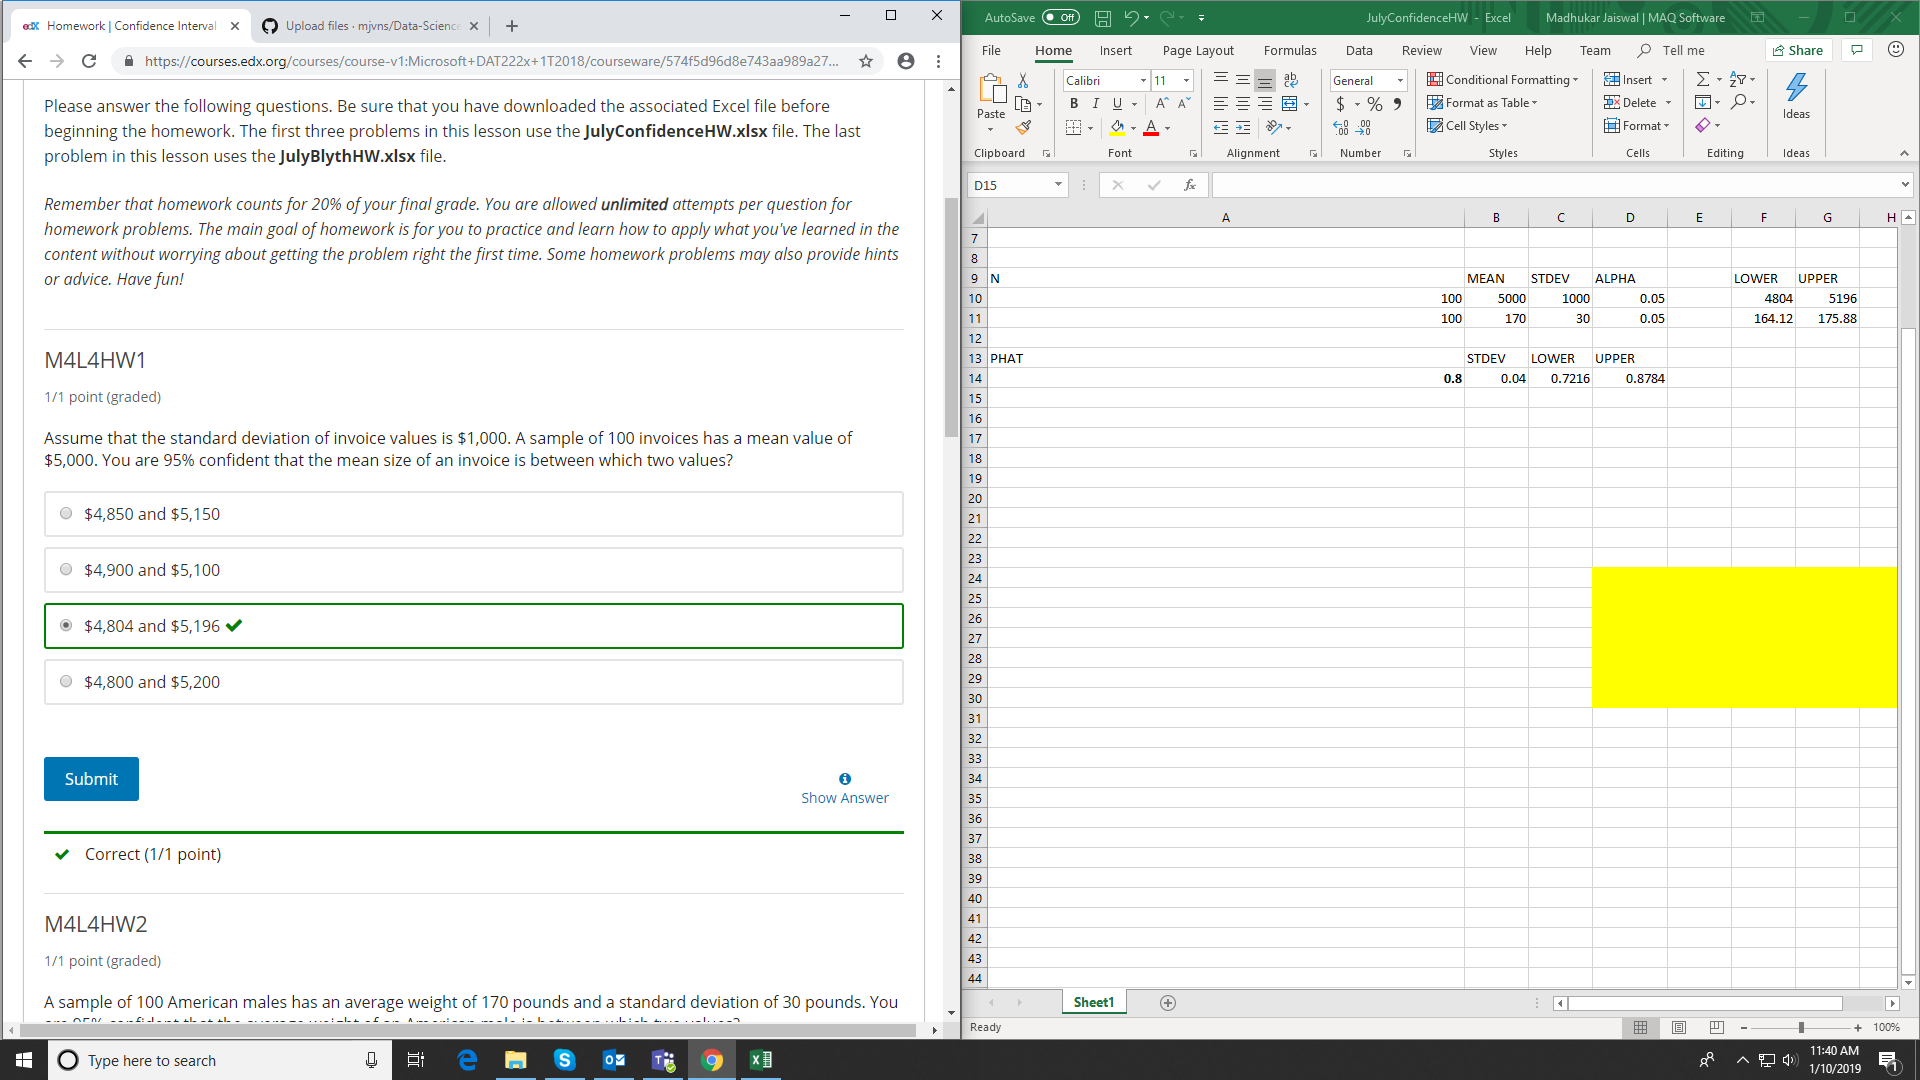 Homework | Confidence Interval
Upload files · mjvns/Data-Science
https://courses.edx.org/courses/course-v1:Microsoft+DAT222x+1T2018/courseware/574f5d96d8e743aa989a27...
Please answer the following questions. Be sure that you have downloaded the associated Excel file before
beginning the homework. The first three problems in this lesson use the JulyConfidenceHW.xlsx file. The last
problem in this lesson uses the JulyBlythHW.xlsx file.
Remember that homework counts for 20% of your final grade. You are allowed unlimited attempts per question for
homework problems. The main goal of homework is for you to practice and learn how to apply what you've learned in the
content without worrying about getting the problem right the first time. Some homework problems may also provide hints
or advice. Have fun!
M4L4HW1
1/1 point (graded)
Assume that the standard deviation of invoice values is $1,000. A sample of 100 invoices has a mean value of
$5,000. You are 95% confident that the mean size of an invoice is between which two values?
$4,850 and $5,150
$4,900 and $5,100
$4,804 and $5,196
$4,800 and $5,200
Submit
Show Answer
Correct (1/1 point)
M4L4HW2
1/1 point (graded)
A sample of 100 American males has an average weight of 170 pounds and a standard deviation of 30 pounds. You
are 95% confident that the average weight of an American male is between which two values?
AutoSave Off
JulyConfidenceHW - Excel
Madhukar Jaiswal | MAQ Software
File Home Insert Page Layout Formulas Data Review View Help Team Tell me Share
Paste
Calibri 11
B I U
General
Conditional Formatting
Format as Table
Cell Styles
Insert
Delete
Format
Ideas
Clipboard Font Alignment Number Styles Cells Editing Ideas
D15
fx
A B C D E F G H
7
8
9 N MEAN STDEV ALPHA LOWER UPPER
10 100 5000 1000 0.05 4804 5196
11 100 170 30 0.05 164.12 175.88
12
13 PHAT STDEV LOWER UPPER
14 0.8 0.04 0.7216 0.8784
15
16
17
18
19
20
21
22
23
24
25
26
27
28
29
30
31
32
33
34
35
36
37
38
39
40
41
42
43
44
Sheet1
Ready
100%
Type here to search
11:40 AM
1/10/2019